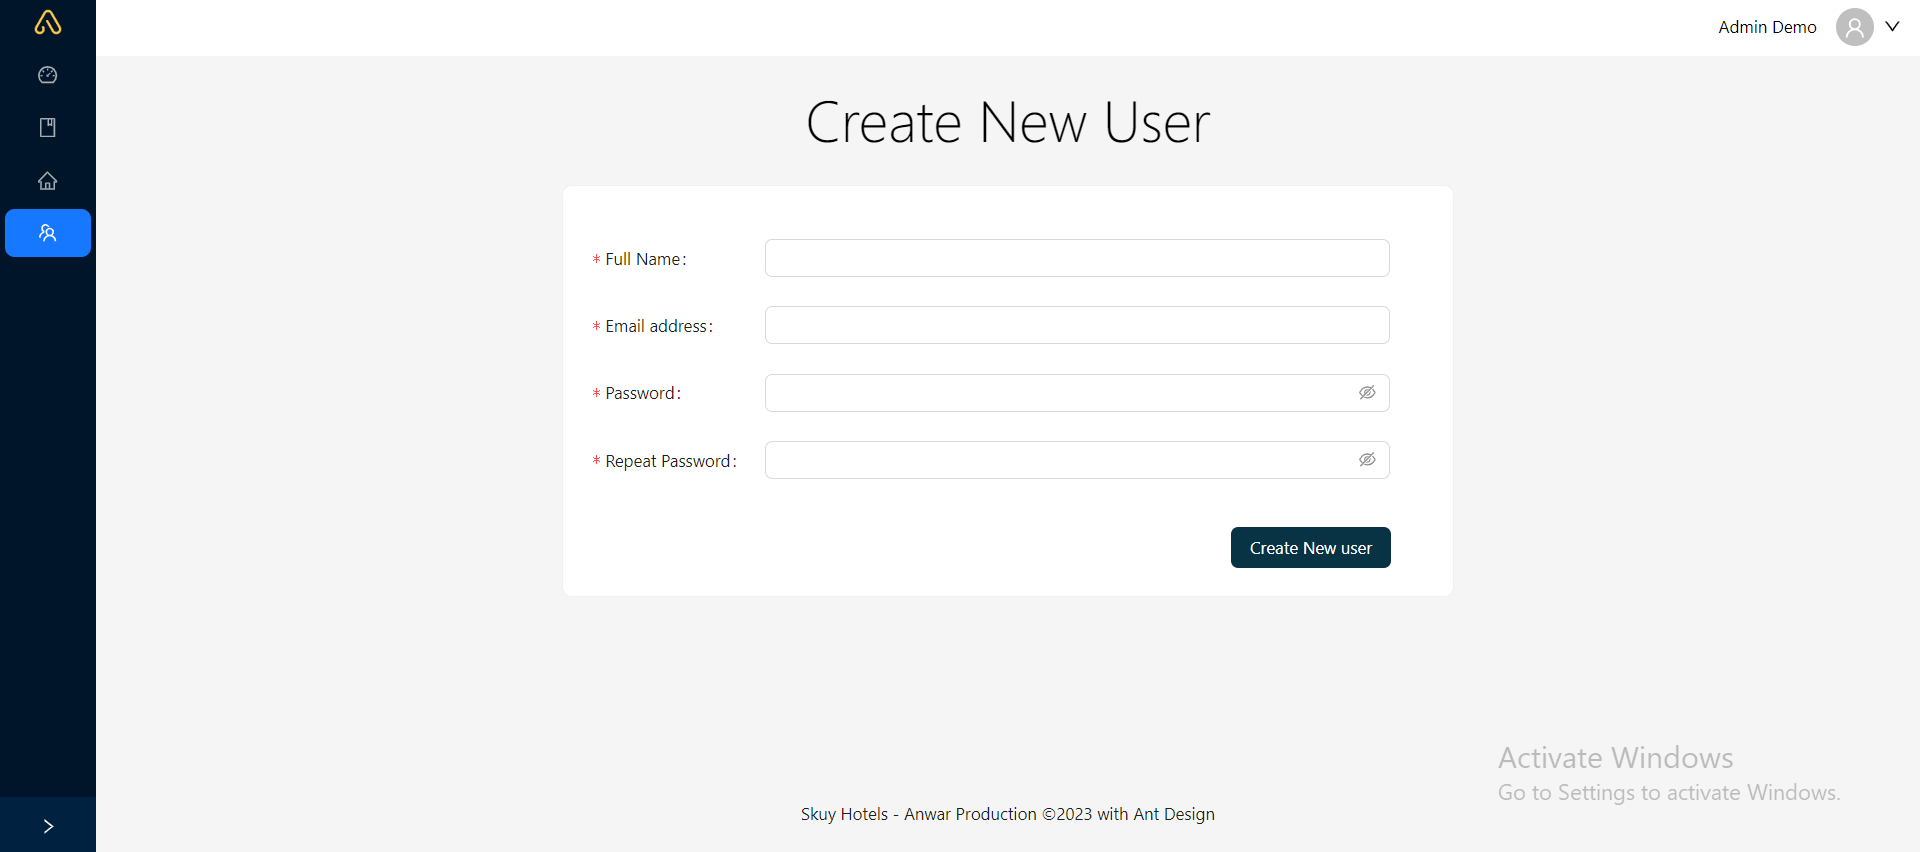 Admin Demo
Create New User
* Full Name:
* Email address:
* Password:
* Repeat Password:
Create New user
Activate Windows
Go to Settings to activate Windows.
Skuy Hotels - Anwar Production ©2023 with Ant Design